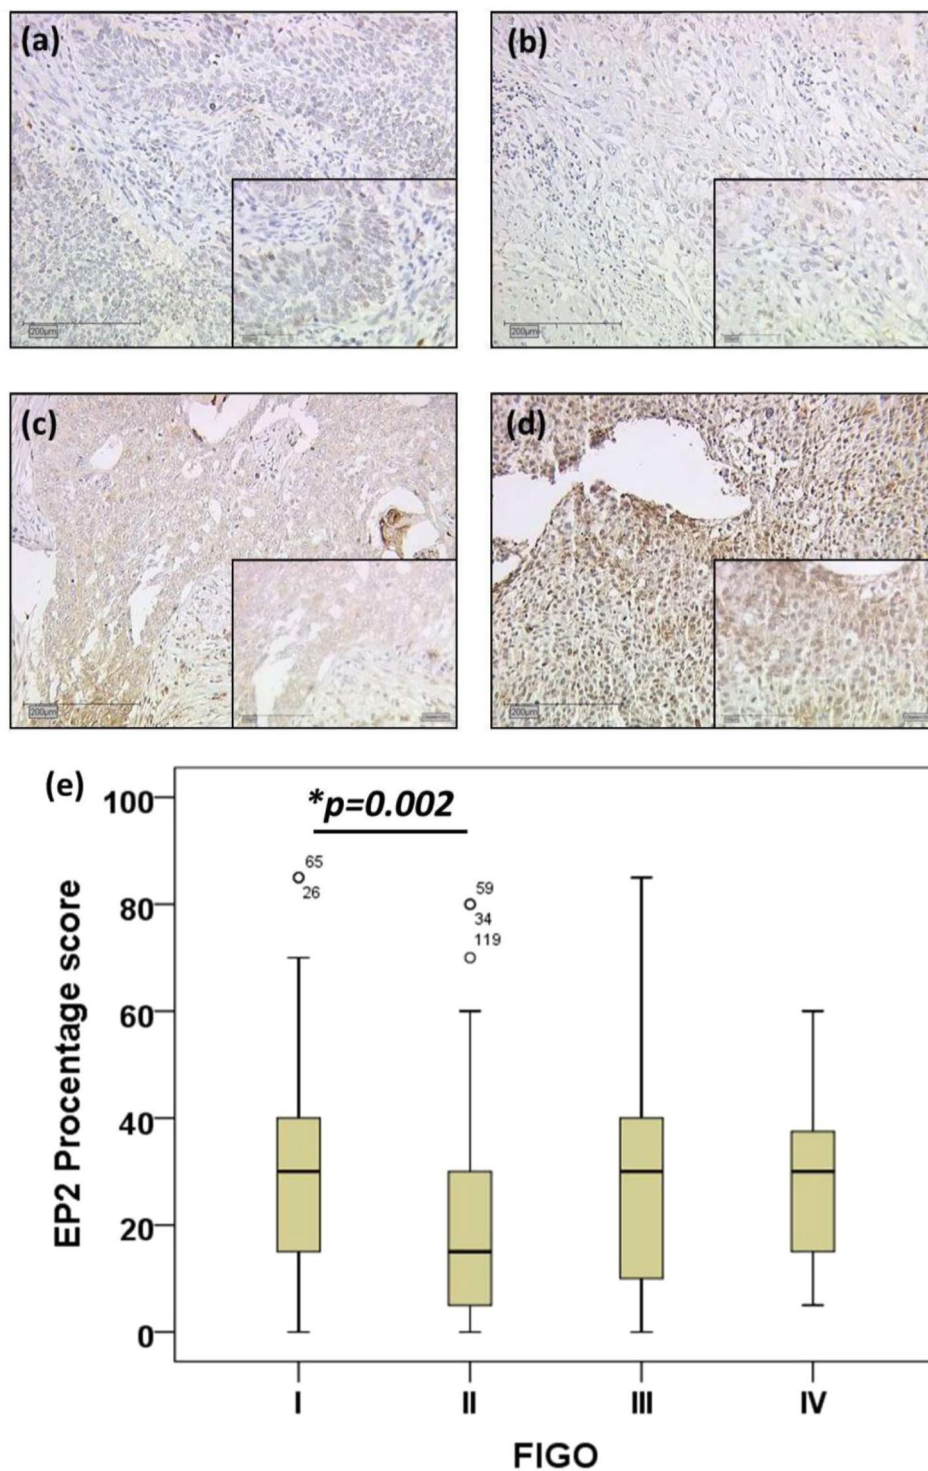 (a)
(b)
200µm
200µm
(c)
(d)
200µm
200µm
(e)
*p=0.002
100
80
60
40
20
0
65
26
59
34
119
EP2 Procentage score
I
II
III
IV
FIGO